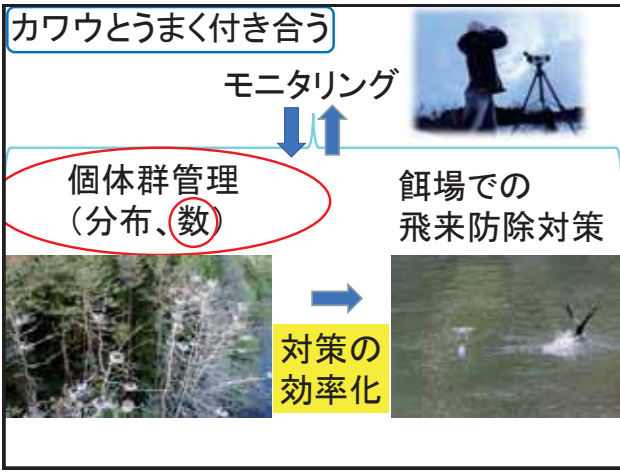 カワウとうまく付き合う
モニタリング
個体群管理
（分布、数）
餌場での
飛来防除対策
対策の
効率化